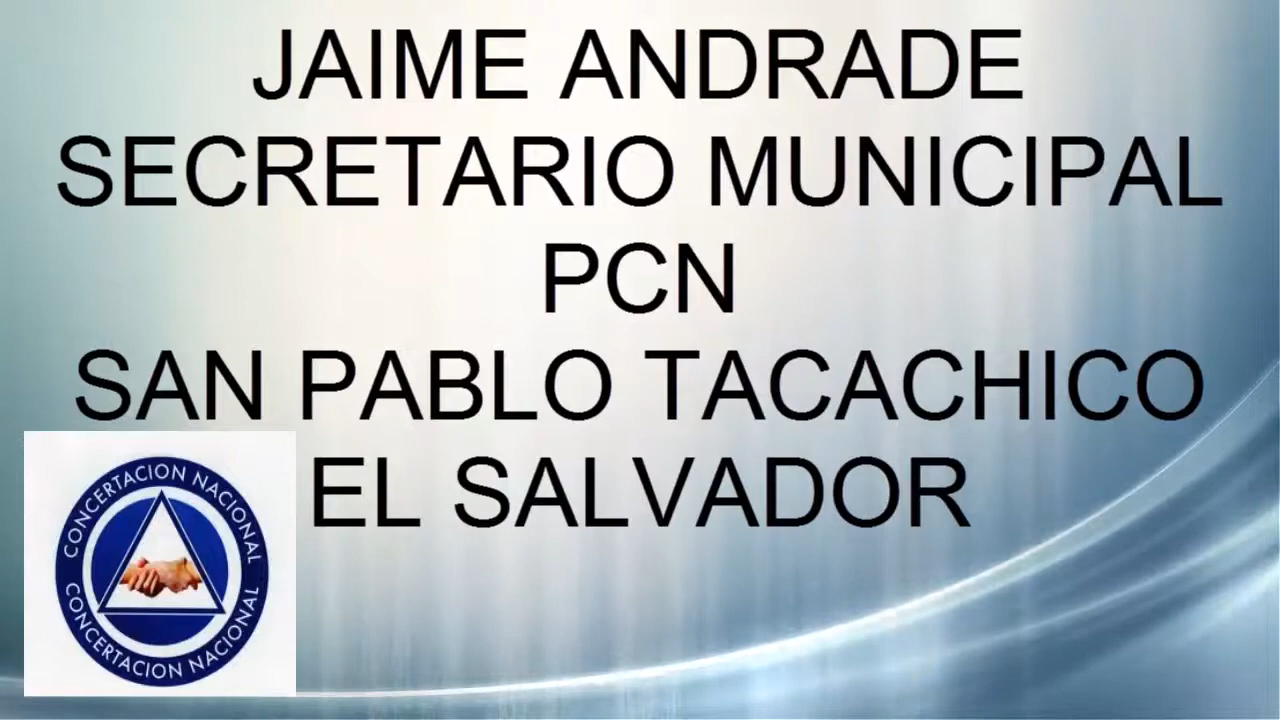 JAIME ANDRADE
SECRETARIO MUNICIPAL
PCN
SAN PABLO TACACHICO
EL SALVADOR
CONCERTACION NACIONAL
CONCERTACION NACIONAL